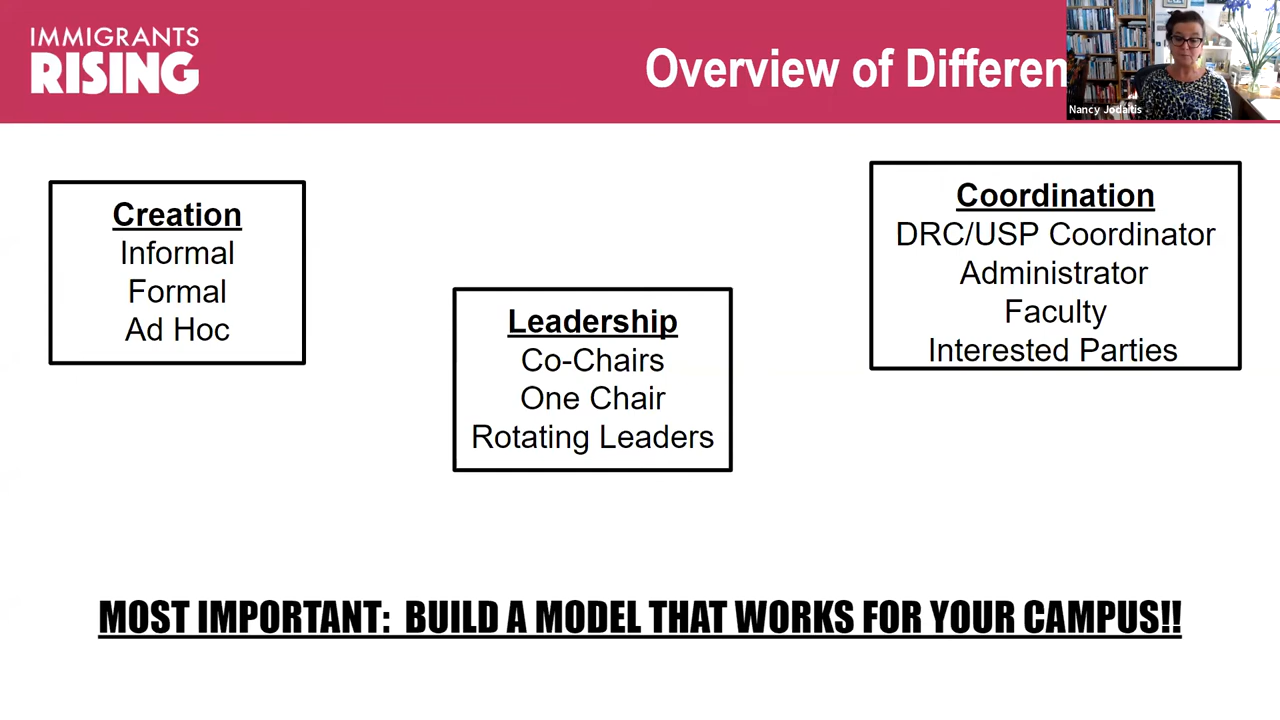 IMMIGRANTS
RISING
Overview of
Nancy Jodaitis
Creation
Informal
Formal
Ad Hoc
Leadership
Co-Chairs
One Chair
Rotating Leaders
Coordination
DRC/USP Coordinator
Administrator
Faculty
Interested Parties
MOST IMPORTANT: BUILD A MODEL THAT WORKS FOR YOUR CAMPUS!!